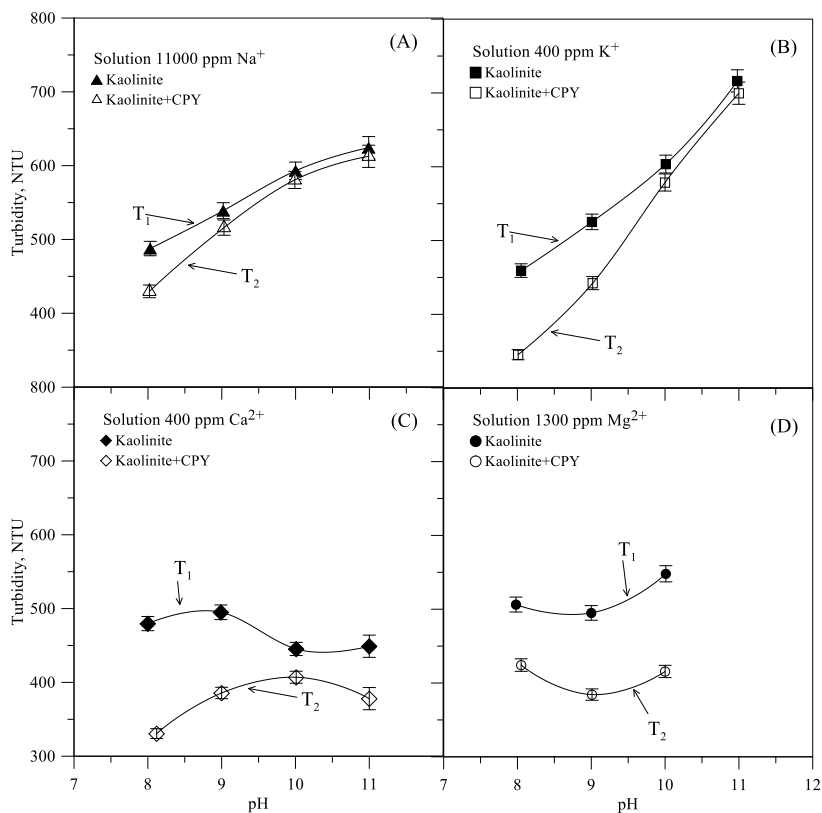 800
700
600
500
400
800
Turbidity, NTU
(A)
Solution 11000 ppm Na⁺
Kaolinite
Kaolinite+CPY
T₁
T₂
(B)
Solution 400 ppm K⁺
Kaolinite
Kaolinite+CPY
T₁
T₂
700
600
500
400
300
Turbidity, NTU
(C)
Solution 400 ppm Ca²⁺
Kaolinite
Kaolinite+CPY
T₁
T₂
7 8 9 10 11
pH
(D)
Solution 1300 ppm Mg²⁺
Kaolinite
Kaolinite+CPY
T₁
T₂
7 8 9 10 11 12
pH